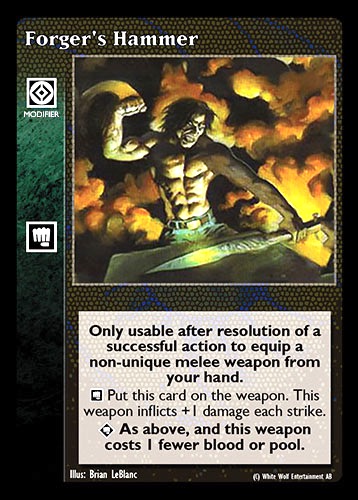 Forger's Hammer
MODIFIER
Only usable after resolution of a
successful action to equip a
non-unique melee weapon from
your hand.
Put this card on the weapon. This
weapon inflicts +1 damage each strike.
As above, and this weapon
costs 1 fewer blood or pool.
Illus: Brian LeBlanc
(C) White Wolf Entertainment AB